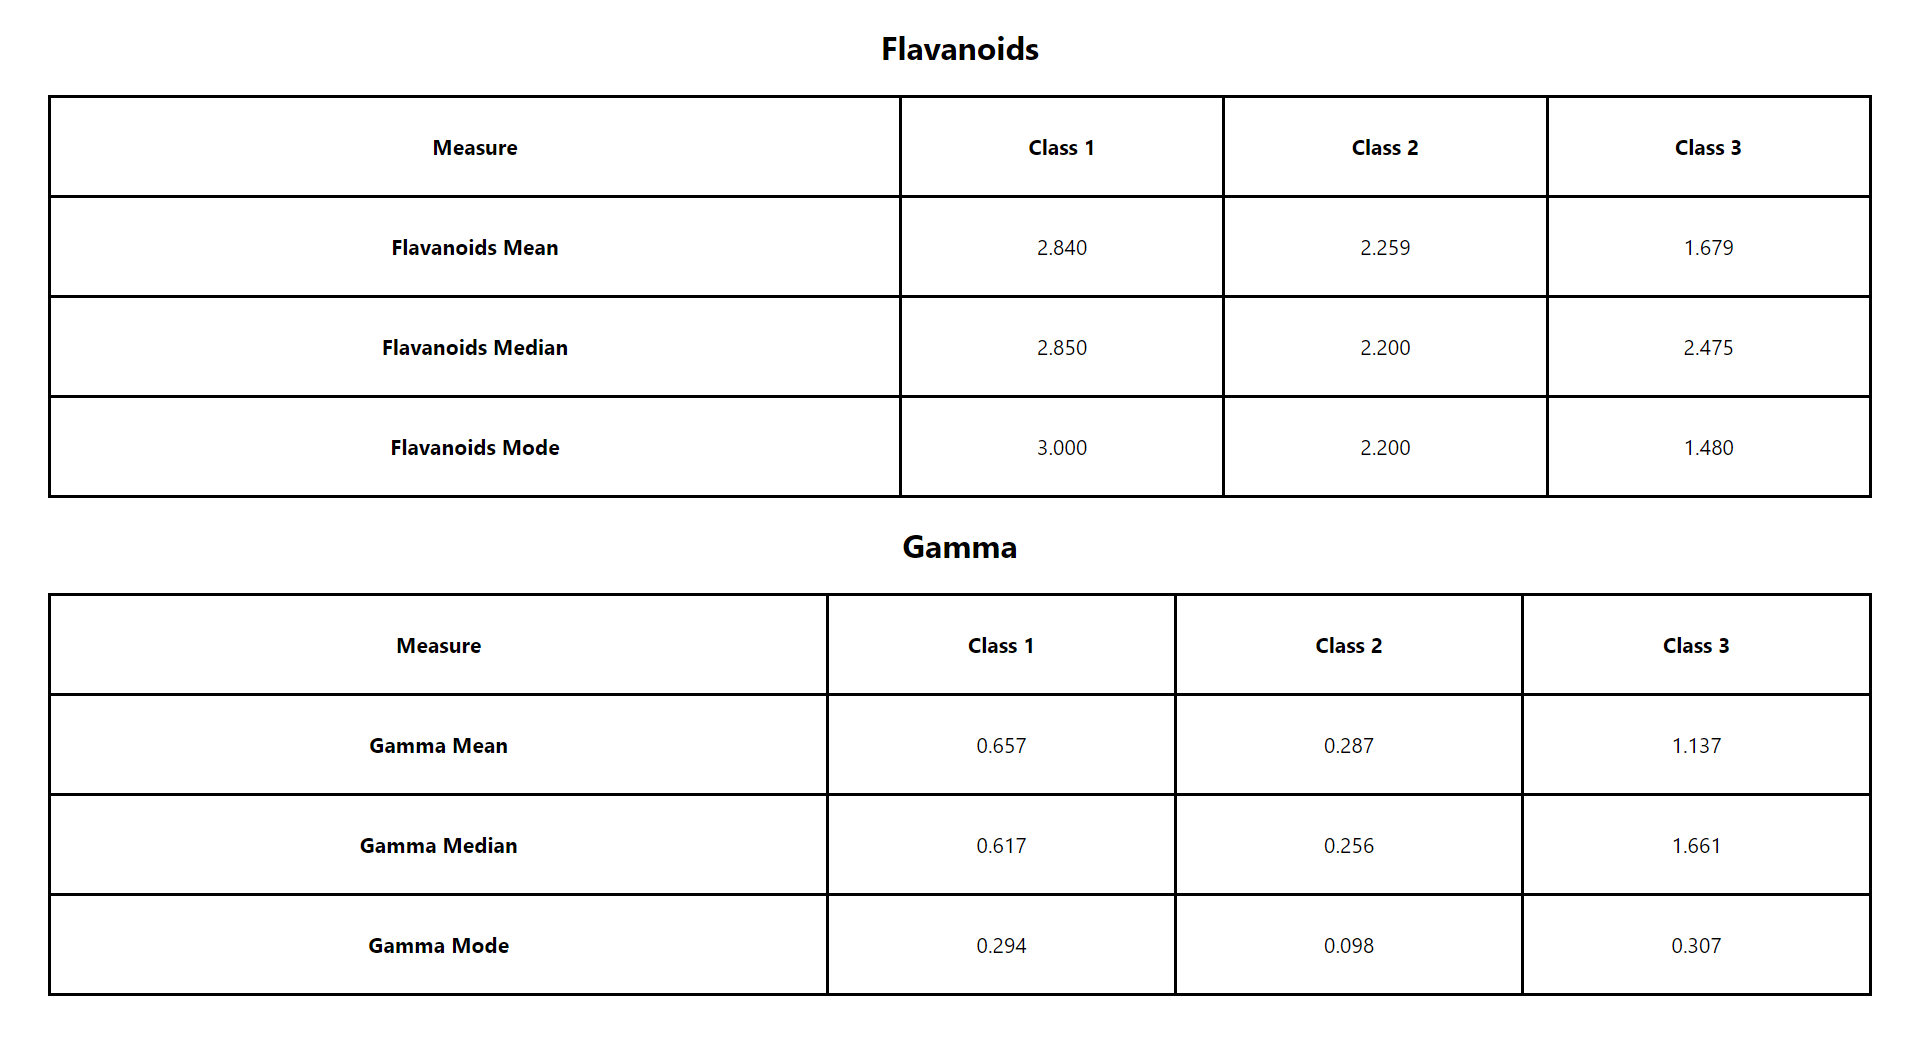 Flavanoids
Measure Class 1 Class 2 Class 3
Flavanoids Mean 2.840 2.259 1.679
Flavanoids Median 2.850 2.200 2.475
Flavanoids Mode 3.000 2.200 1.480
Gamma
Measure Class 1 Class 2 Class 3
Gamma Mean 0.657 0.287 1.137
Gamma Median 0.617 0.256 1.661
Gamma Mode 0.294 0.098 0.307